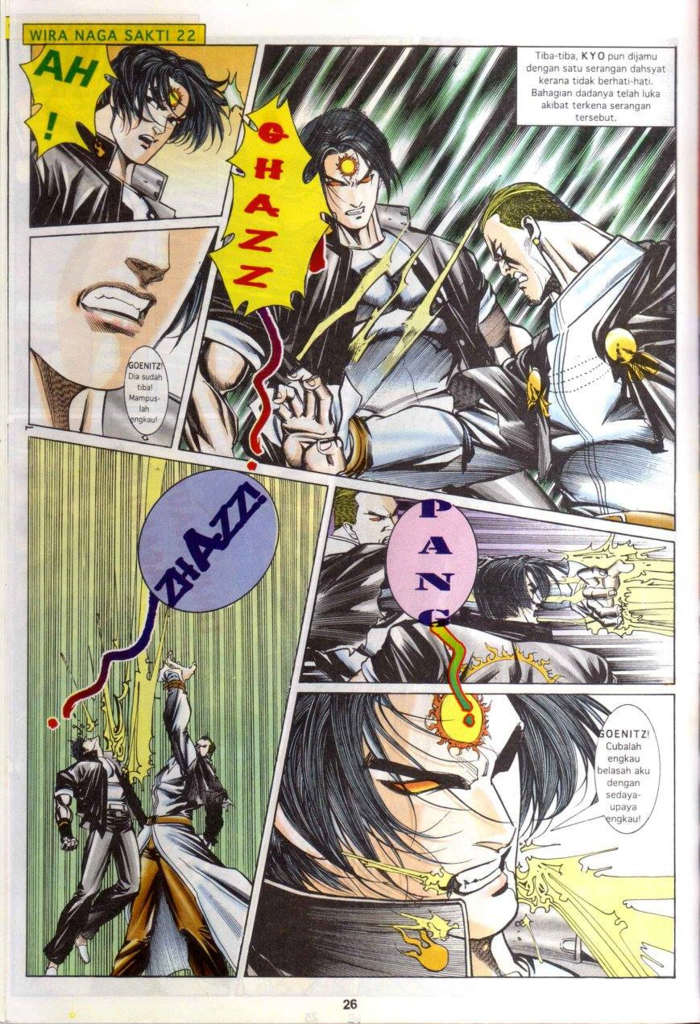 WIRA NAGA SAKTI 22
AH
!
GHAZZ
Tiba-tiba, KYO pun dijamu
dengan satu serangan dahsyat
kerana tidak berhati-hati.
Bahagian dadanya telah luka
akibat terkena serangan
tersebut.
GOENITZ!
Dia sudah
tiba!
Mampus-
lah
engkau!
ZHAZZ!
PANG
GOENITZ!
Cubalah
engkau
belasah aku
dengan
sedaya-
upaya
engkau!
26